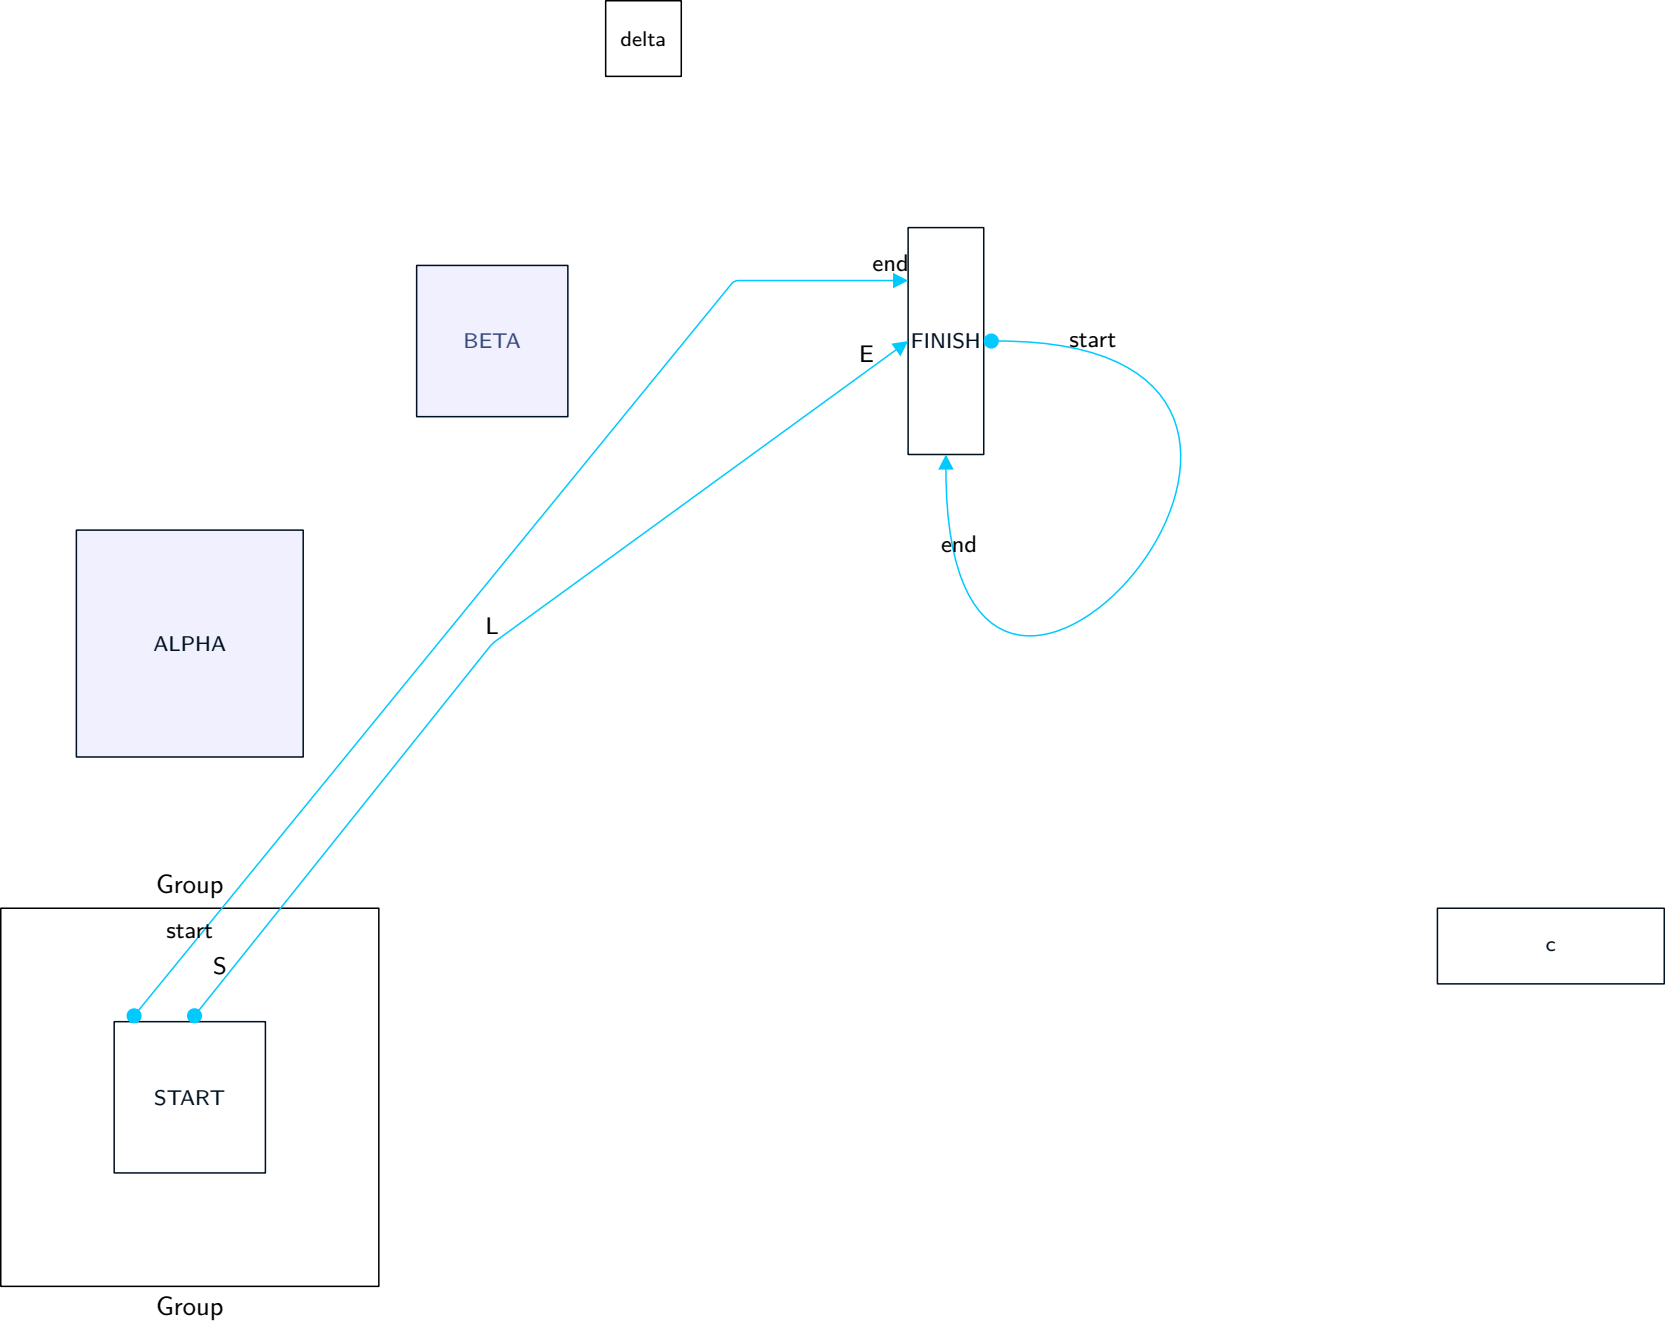 delta
end
BETA
FINISH
start
E
end
L
ALPHA
Group
start
c
S
START
Group